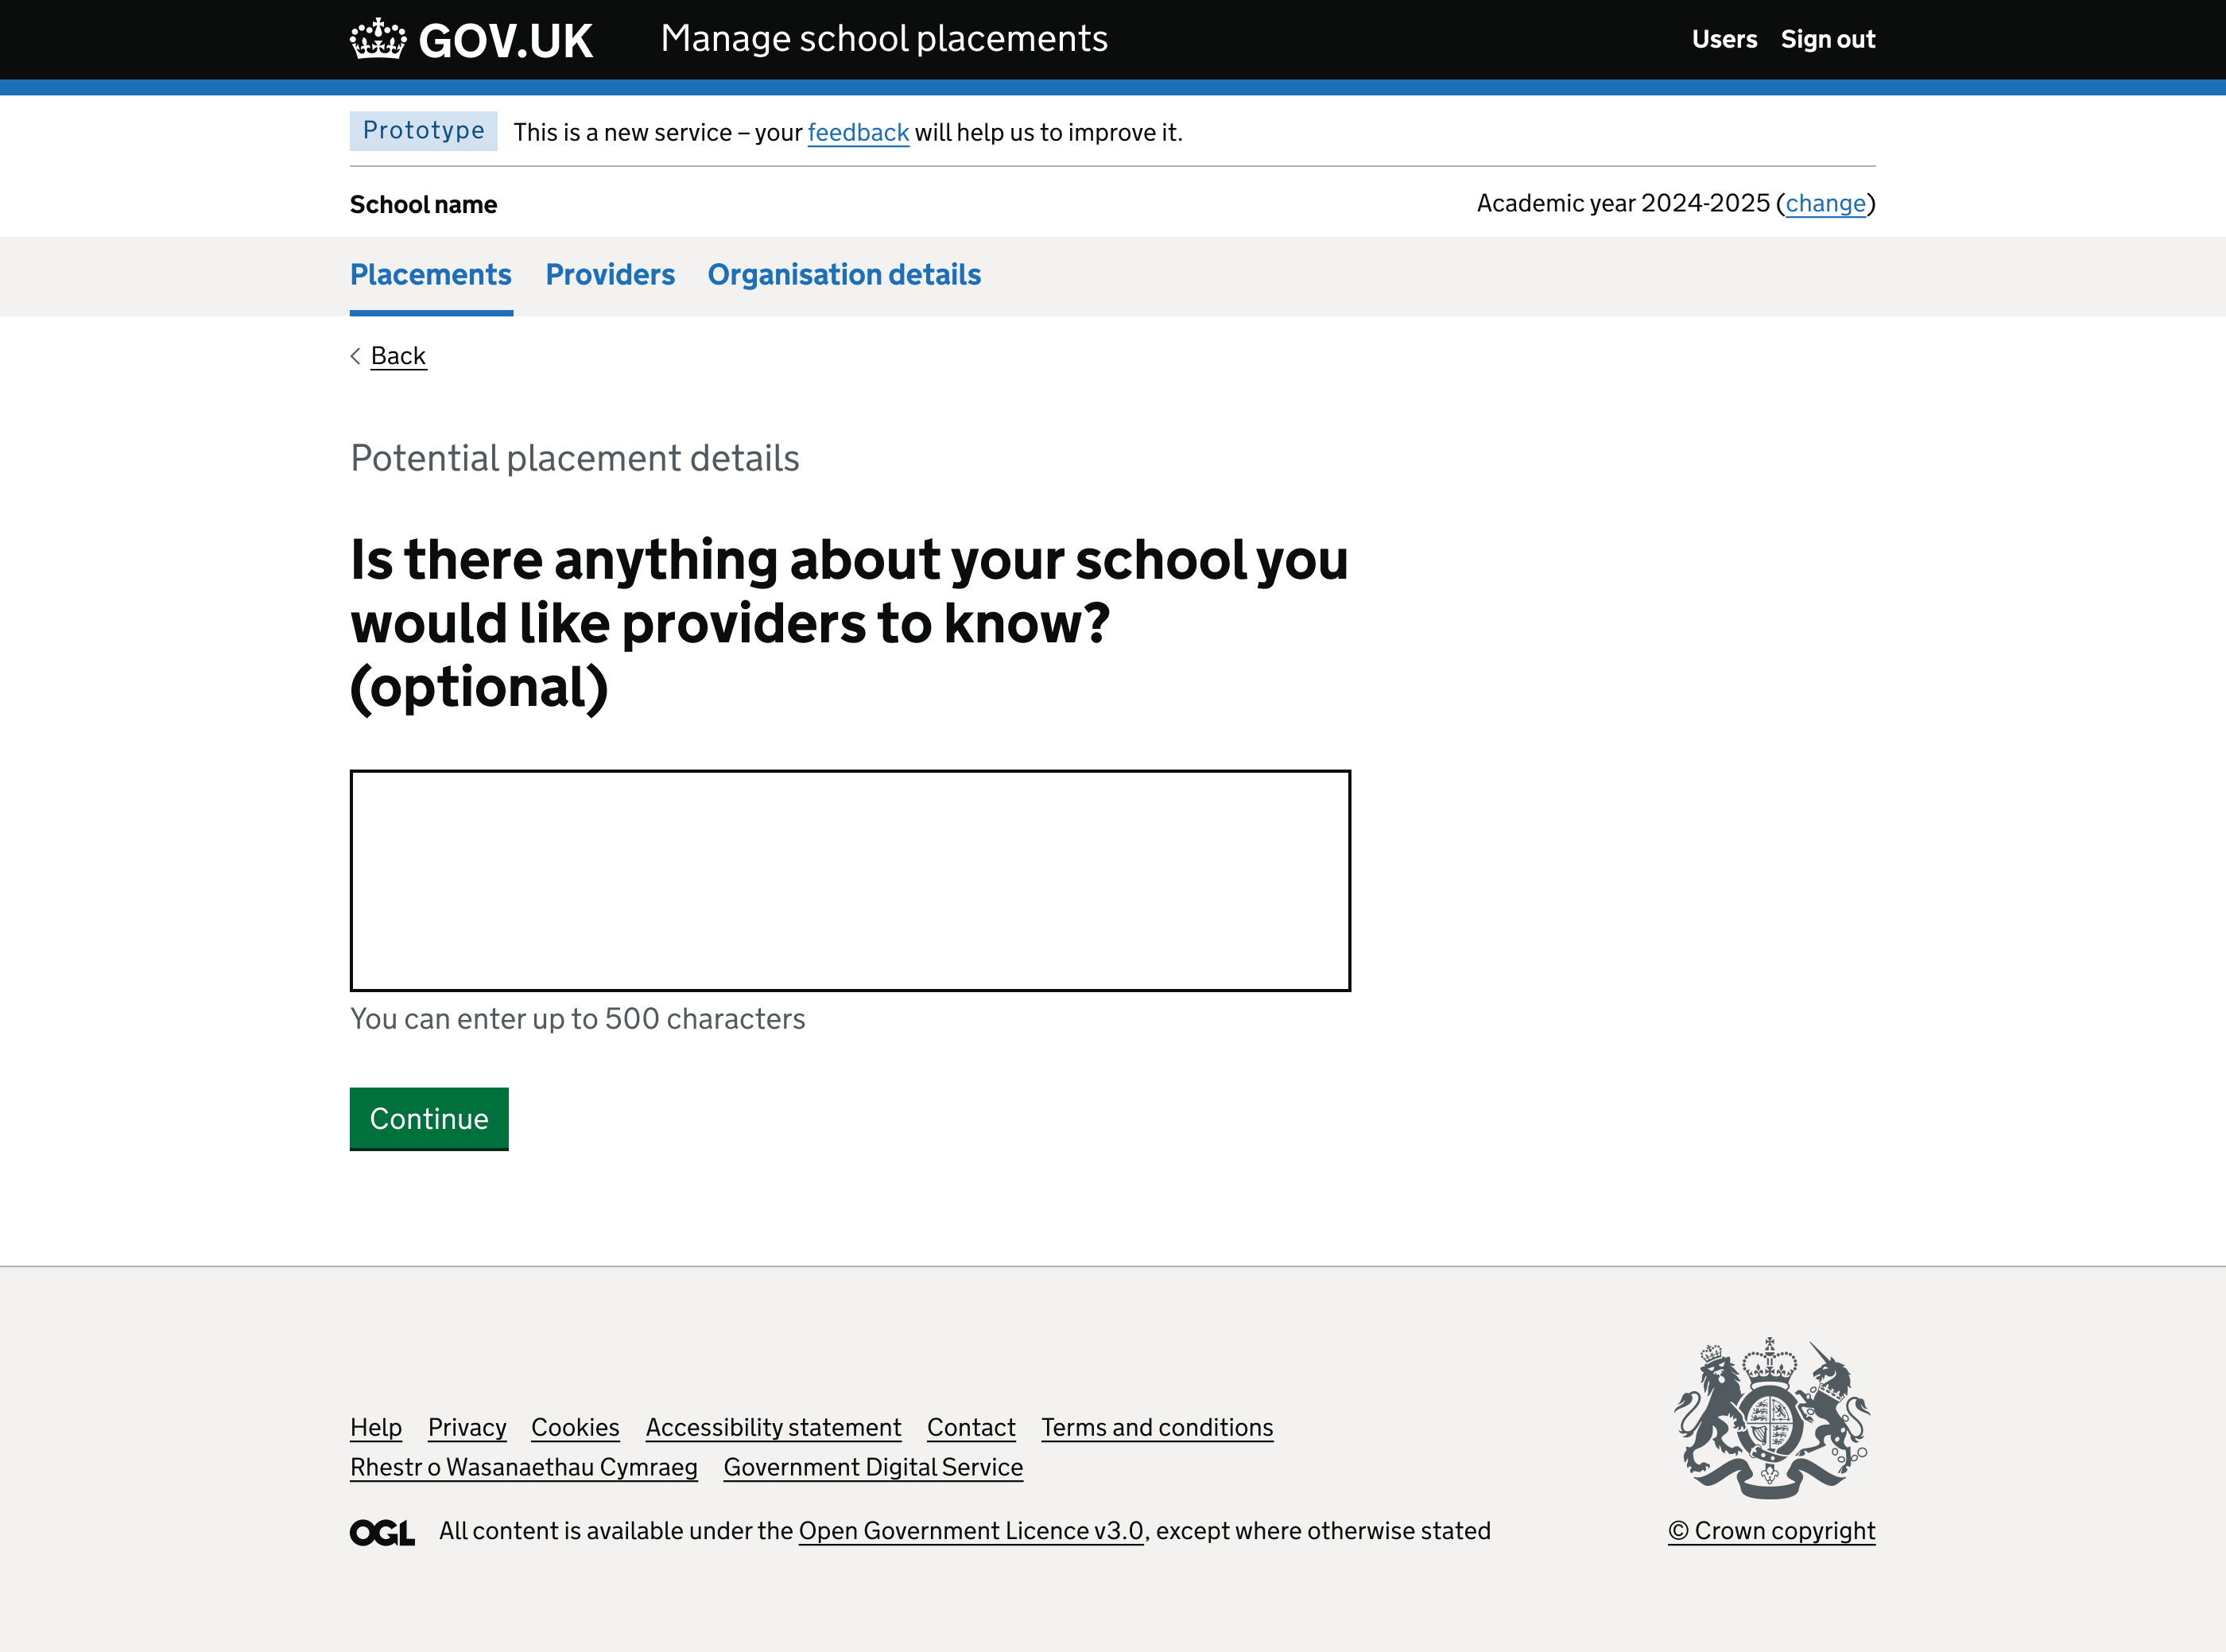 GOV.UK Manage school placements Users Sign out
Prototype This is a new service – your feedback will help us to improve it.
School name Academic year 2024-2025 (change)
Placements Providers Organisation details
Back
Potential placement details
Is there anything about your school you
would like providers to know?
(optional)
You can enter up to 500 characters
Continue
Help Privacy Cookies Accessibility statement Contact Terms and conditions
Rhestr o Wasanaethau Cymraeg Government Digital Service
OGL All content is available under the Open Government Licence v3.0, except where otherwise stated © Crown copyright